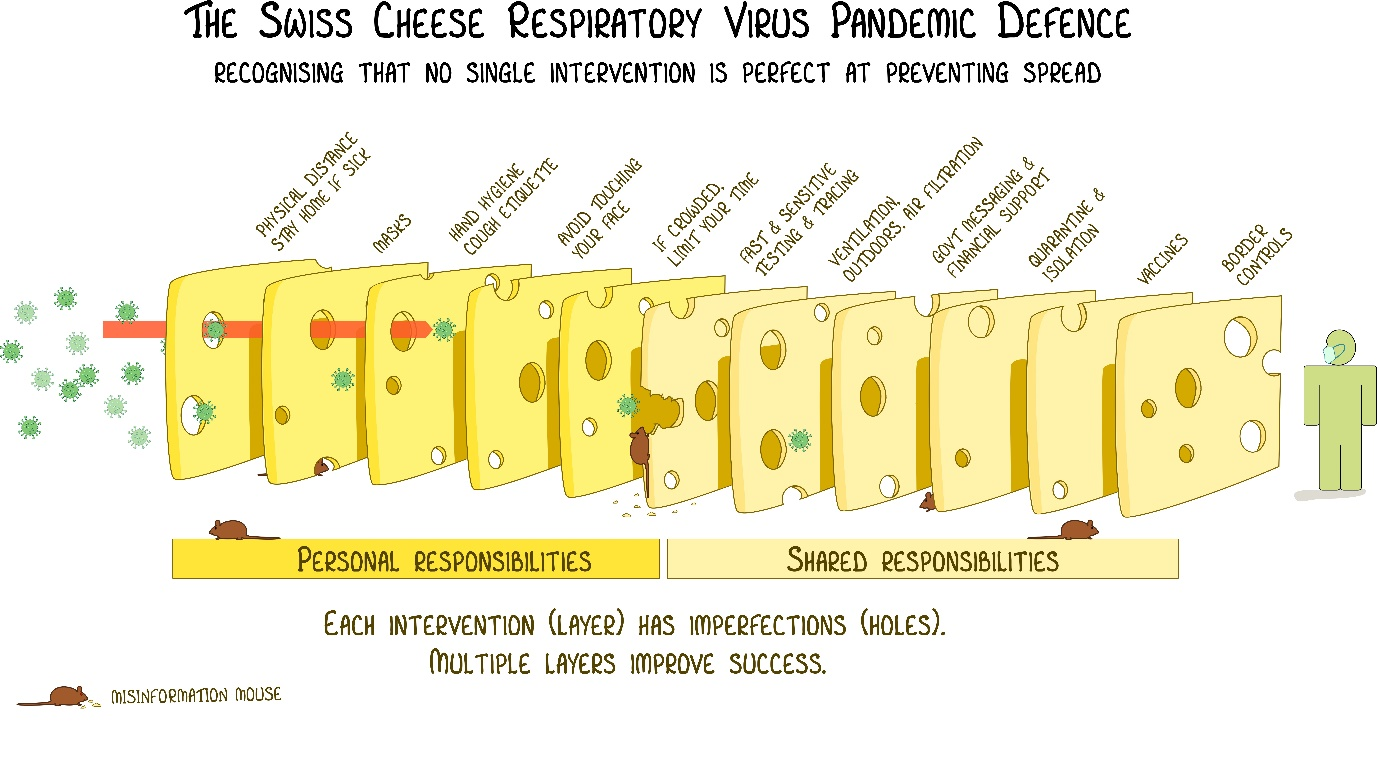 The Swiss Cheese Respiratory Virus Pandemic Defence
recognising that no single intervention is perfect at preventing spread
Physical distance
stay home if sick
Masks
Hand hygiene
cough etiquette
Avoid touching
your face
If crowded,
limit your time
Fast & sensitive
testing & tracing
Ventilation,
outdoors, air filtration
Govt messaging &
financial support
Quarantine &
isolation
Vaccines
Border
controls
Personal responsibilities
Shared responsibilities
Each intervention (layer) has imperfections (holes).
Multiple layers improve success.
misinformation mouse